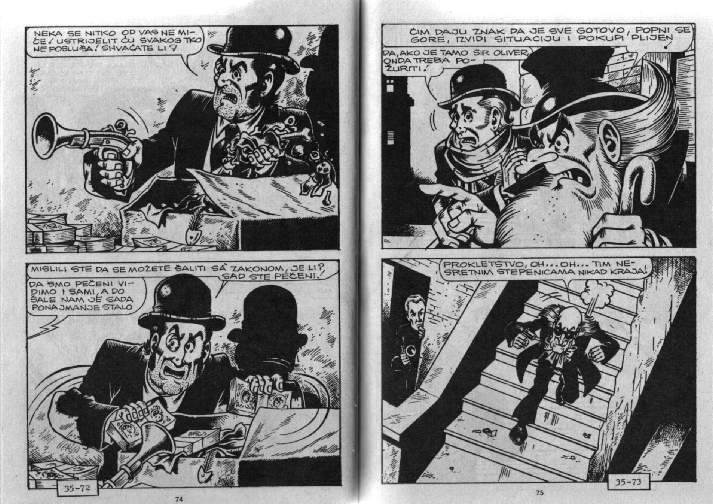 NEKA SE NITKO OD VAS NE MI-
ČE! USTRIJELIT ĆU SVAKOG TKO
NE POSLUŠA! SHVAĆATE LI?
MISLILI STE DA SE MOŽETE ŠALITI SA ZAKONOM, JE LI?
SAD STE PEČENI!
DA SMO PEČENI VI-
DIMO I SAMI, A DO
ŠALE NAM JE SADA
PONAJMANJE STALO
35-72
74
ČIM DAJU ZNAK DA JE SVE GOTOVO, POPNI SE
GORE, IZVIDI SITUACIJU I POKUPI PLIJEN!
DA, AKO JE TAMO SIR OLIVER,
ONDA TREBA PO-
ŽURITI!
PROKLETSTVO, OH...OH... TIM NE-
SRETNIM STEPENICAMA NIKAD KRAJA!
75
35-73